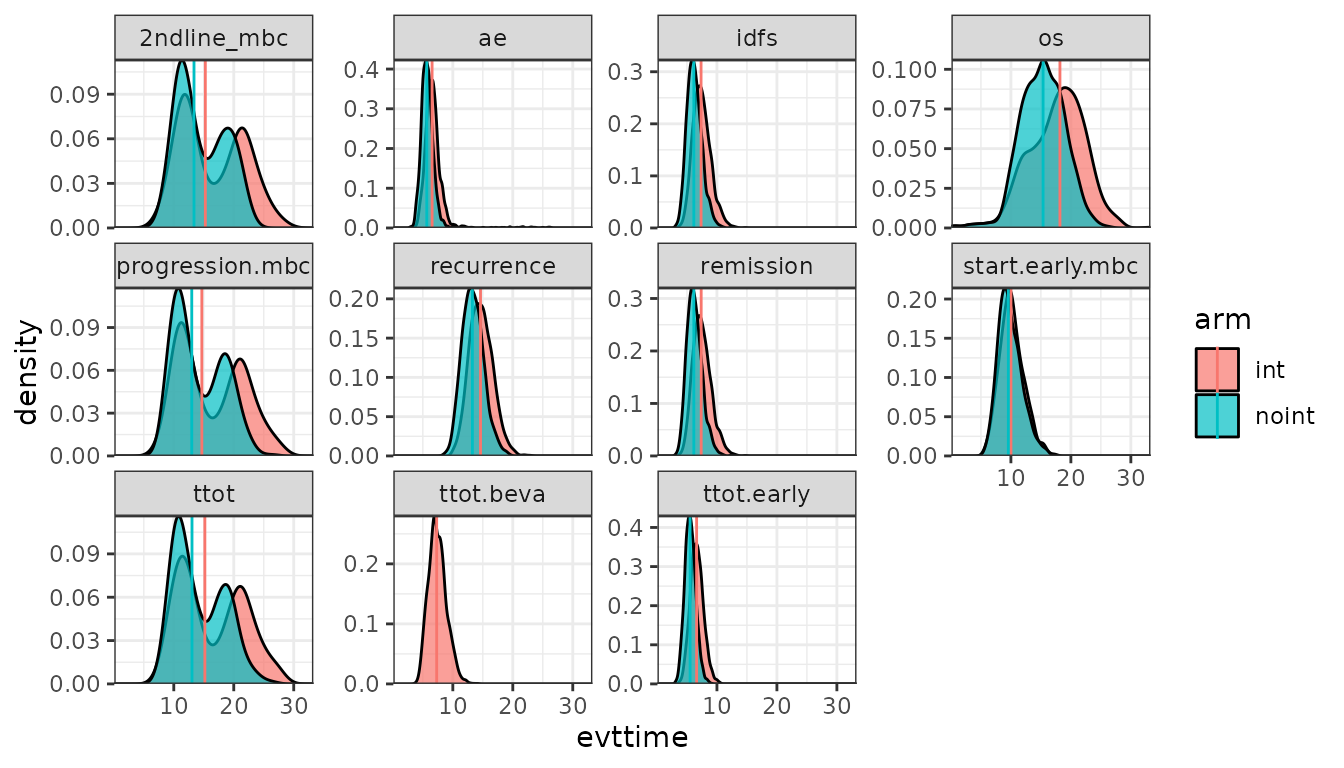 2ndline_mbc
ae
idfs
os
0.09
0.06
0.03
0.00
0.4
0.3
0.2
0.1
0.0
0.3
0.2
0.1
0.0
0.100
0.075
0.050
0.025
0.000
progression.mbc
recurrence
remission
start.early.mbc
0.09
0.06
0.03
0.00
0.20
0.15
0.10
0.05
0.00
0.3
0.2
0.1
0.0
0.20
0.15
0.10
0.05
0.00
10 20 30
ttot
ttot.beva
ttot.early
0.09
0.06
0.03
0.00
0.2
0.1
0.0
0.4
0.3
0.2
0.1
0.0
10 20 30
10 20 30
10 20 30
evttime
density
arm
int
noint